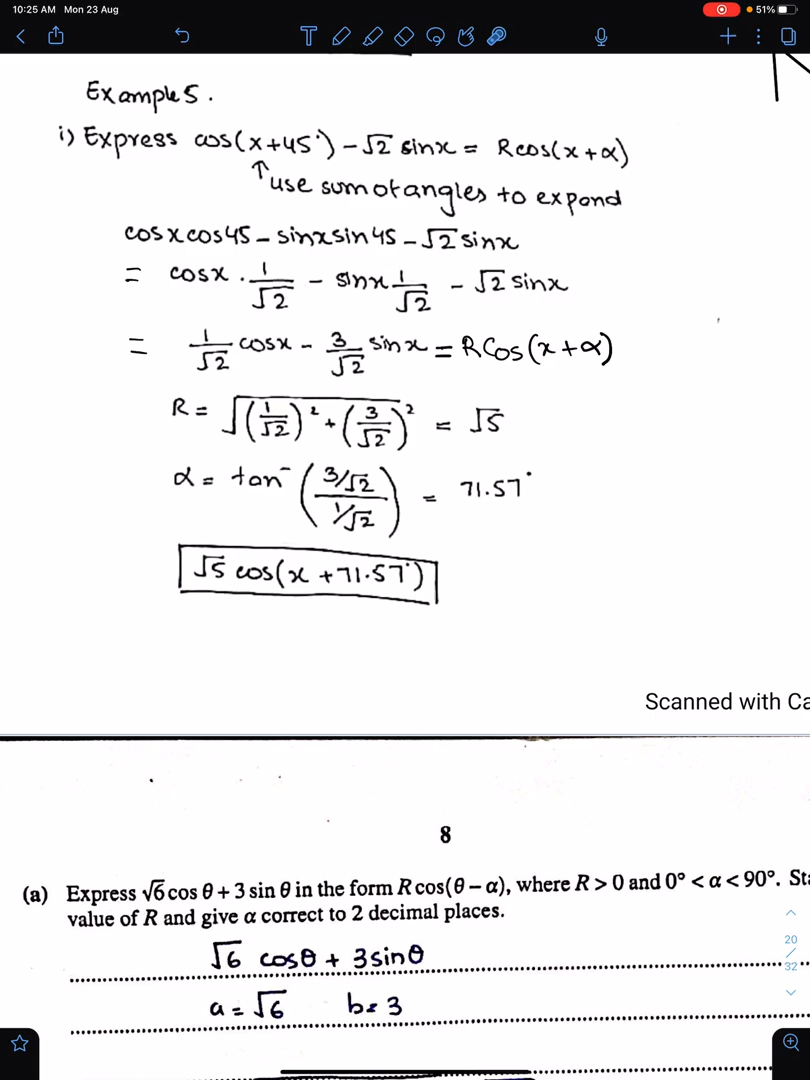 10:25 AM Mon 23 Aug
51%
Example 5.
i) Express cos(x+45°) - √2 sinx = Rcos(x+α)
↑ use sum of angles to expand
cosxcos45 - sinxsin45 - √2 sinx
= cosx · 1/√2 - sinx 1/√2 - √2 sinx
= 1/√2 cosx - 3/√2 sinx = RCos(x+α)
R = √(1/√2)² + (3/√2)² = √5
α = tan⁻ ( 3/√2 / 1/√2 ) = 71.57°
√5 cos(x + 71.57°)
Scanned with Ca
8
(a) Express √6 cos θ + 3 sin θ in the form R cos(θ – α), where R > 0 and 0° < α < 90°. Sta
value of R and give α correct to 2 decimal places.
√6 cosθ + 3sinθ
a = √6 b = 3
20
/
32